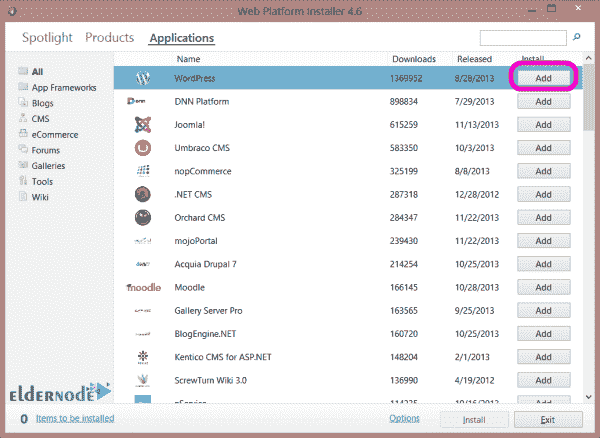 Web Platform Installer 4.6
Spotlight Products Applications
Name Downloads Released Install
All
App Frameworks
Blogs
CMS
eCommerce
Forums
Galleries
Tools
Wiki
WordPress 1369952 8/28/2013 Add
DNN Platform 898834 7/29/2013 Add
Joomla! 615259 11/13/2013 Add
Umbraco CMS 583350 10/3/2013 Add
nopCommerce 325199 8/8/2013 Add
.NET CMS 287318 12/28/2012 Add
Orchard CMS 284347 11/22/2013 Add
mojoPortal 239430 11/22/2013 Add
Acquia Drupal 7 214254 10/25/2013 Add
moodle Moodle 166145 10/28/2013 Add
Gallery Server Pro 163565 9/25/2013 Add
BlogEngine.NET 160720 10/25/2013 Add
Kentico CMS for ASP.NET 148204 2/1/2013 Add
ScrewTurn Wiki 3.0 136990 4/19/2012 Add
ELDERNODE
0 Items to be installed Options Install Exit